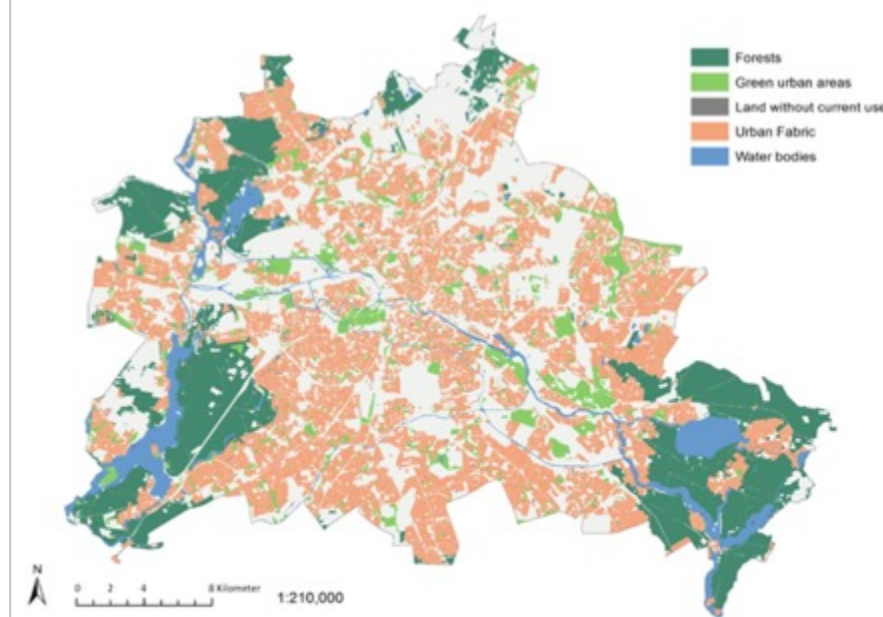 Forests
Green urban areas
Land without current use
Urban Fabric
Water bodies
N
0 2 4 8 Kilometer
1:210,000